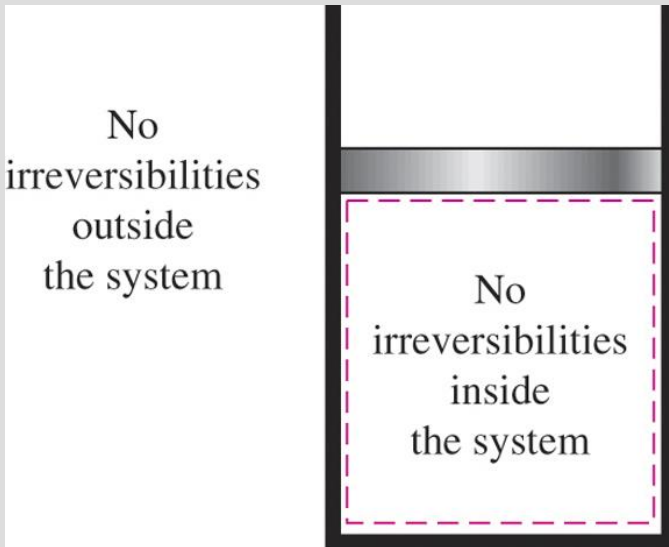 No
irreversibilities
outside
the system
No
irreversibilities
inside
the system